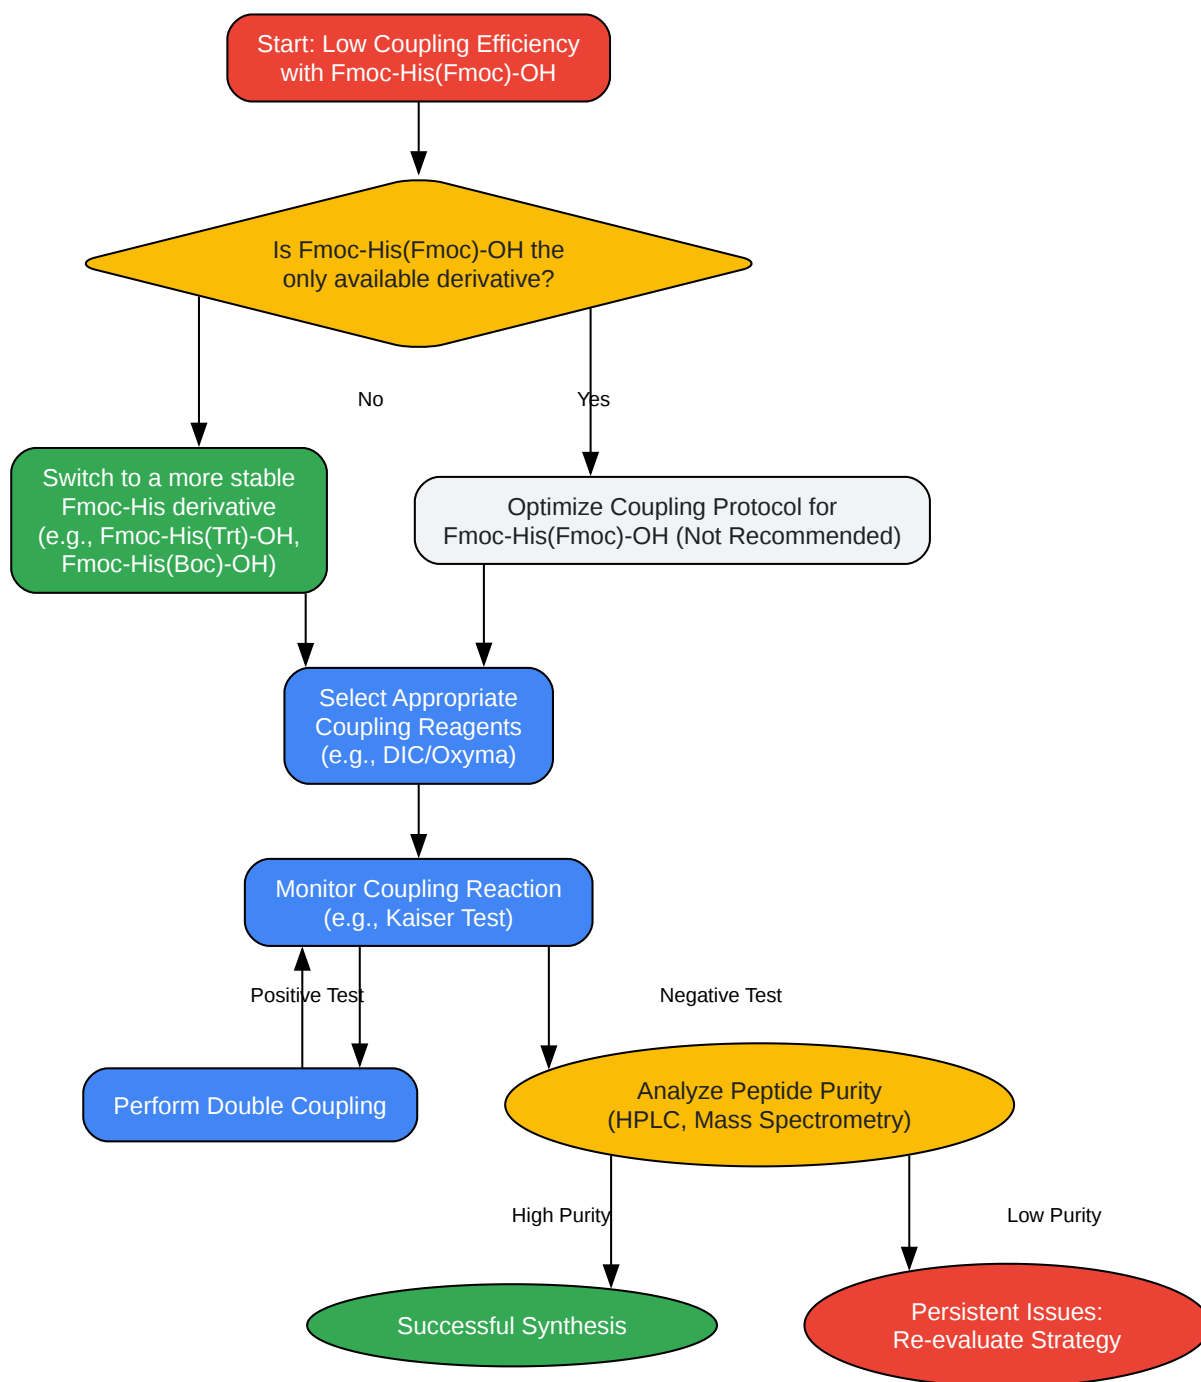 Start: Low Coupling Efficiency
with Fmoc-His(Fmoc)-OH
Is Fmoc-His(Fmoc)-OH the
only available derivative?
No
Yes
Switch to a more stable
Fmoc-His derivative
(e.g., Fmoc-His(Trt)-OH,
Fmoc-His(Boc)-OH)
Optimize Coupling Protocol for
Fmoc-His(Fmoc)-OH (Not Recommended)
Select Appropriate
Coupling Reagents
(e.g., DIC/Oxyma)
Monitor Coupling Reaction
(e.g., Kaiser Test)
Positive Test
Negative Test
Perform Double Coupling
Analyze Peptide Purity
(HPLC, Mass Spectrometry)
High Purity
Low Purity
Successful Synthesis
Persistent Issues:
Re-evaluate Strategy